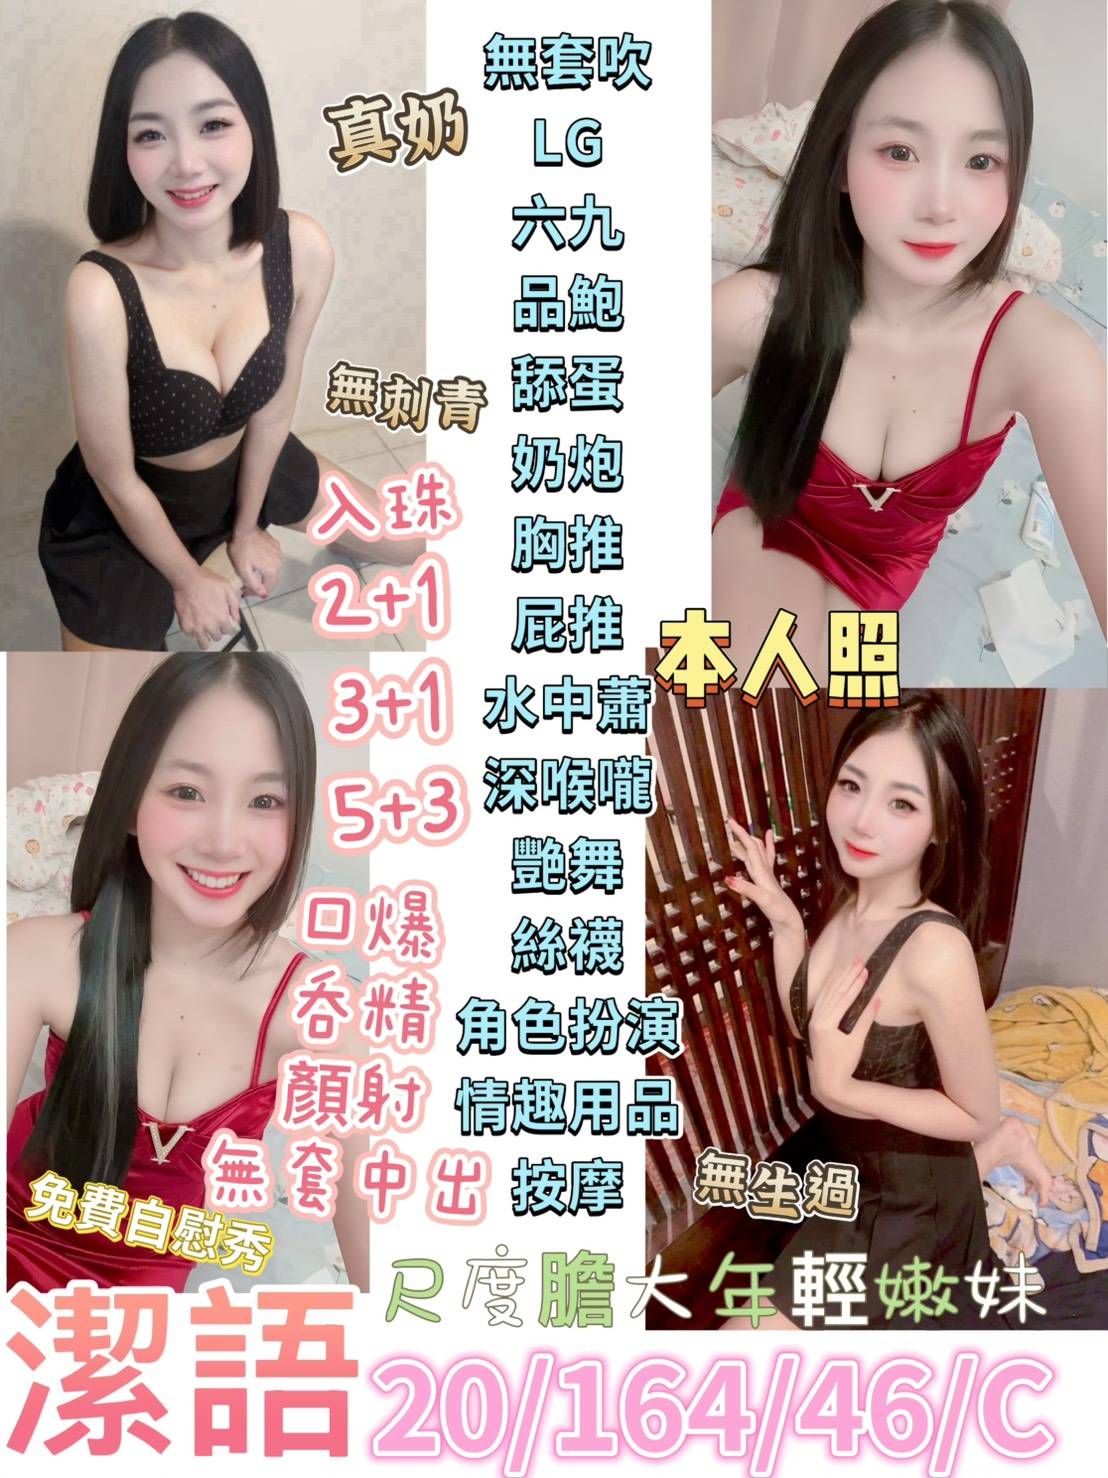 真奶
無刺青
入珠
2+1
3+1
5+3
口爆
吞精
顏射
無套中出
無套吹
LG
六九
品鮑
舔蛋
奶炮
胸推
屁推
水中蕭
深喉嚨
艷舞
絲襪
角色扮演
情趣用品
按摩
本人照
無生過
免費自慰秀
尺度膽大年輕嫩妹
潔語
20/164/46/C